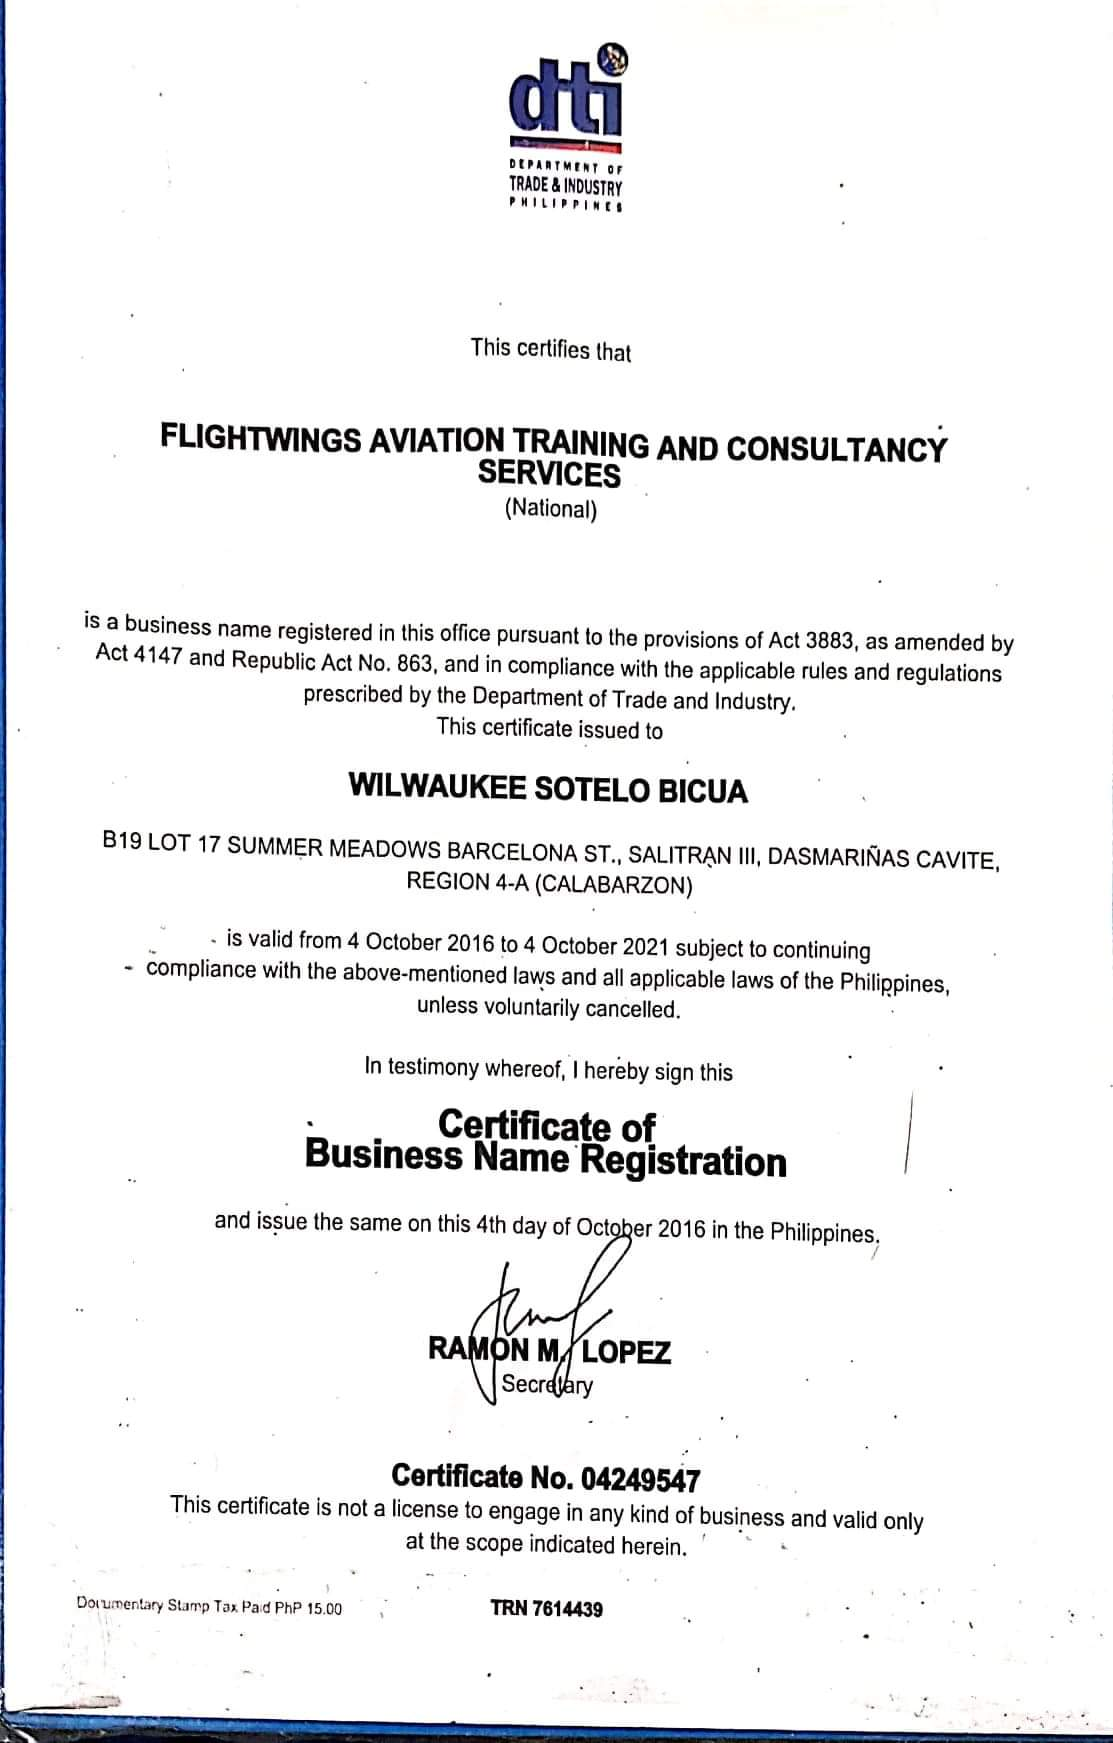 dti
DEPARTMENT OF
TRADE & INDUSTRY
PHILIPPINES
This certifies that
FLIGHTWINGS AVIATION TRAINING AND CONSULTANCY
SERVICES
(National)
is a business name registered in this office pursuant to the provisions of Act 3883, as amended by
Act 4147 and Republic Act No. 863, and in compliance with the applicable rules and regulations
prescribed by the Department of Trade and Industry.
This certificate issued to
WILWAUKEE SOTELO BICUA
B19 LOT 17 SUMMER MEADOWS BARCELONA ST., SALITRAN III, DASMARIÑAS CAVITE,
REGION 4-A (CALABARZON)
is valid from 4 October 2016 to 4 October 2021 subject to continuing
compliance with the above-mentioned laws and all applicable laws of the Philippines,
unless voluntarily cancelled.
In testimony whereof, I hereby sign this
Certificate of
Business Name Registration
and issue the same on this 4th day of October 2016 in the Philippines.
RAMON M. LOPEZ
Secretary
Certificate No. 04249547
This certificate is not a license to engage in any kind of business and valid only
at the scope indicated herein.
Documentary Stamp Tax Paid PhP 15.00
TRN 7614439